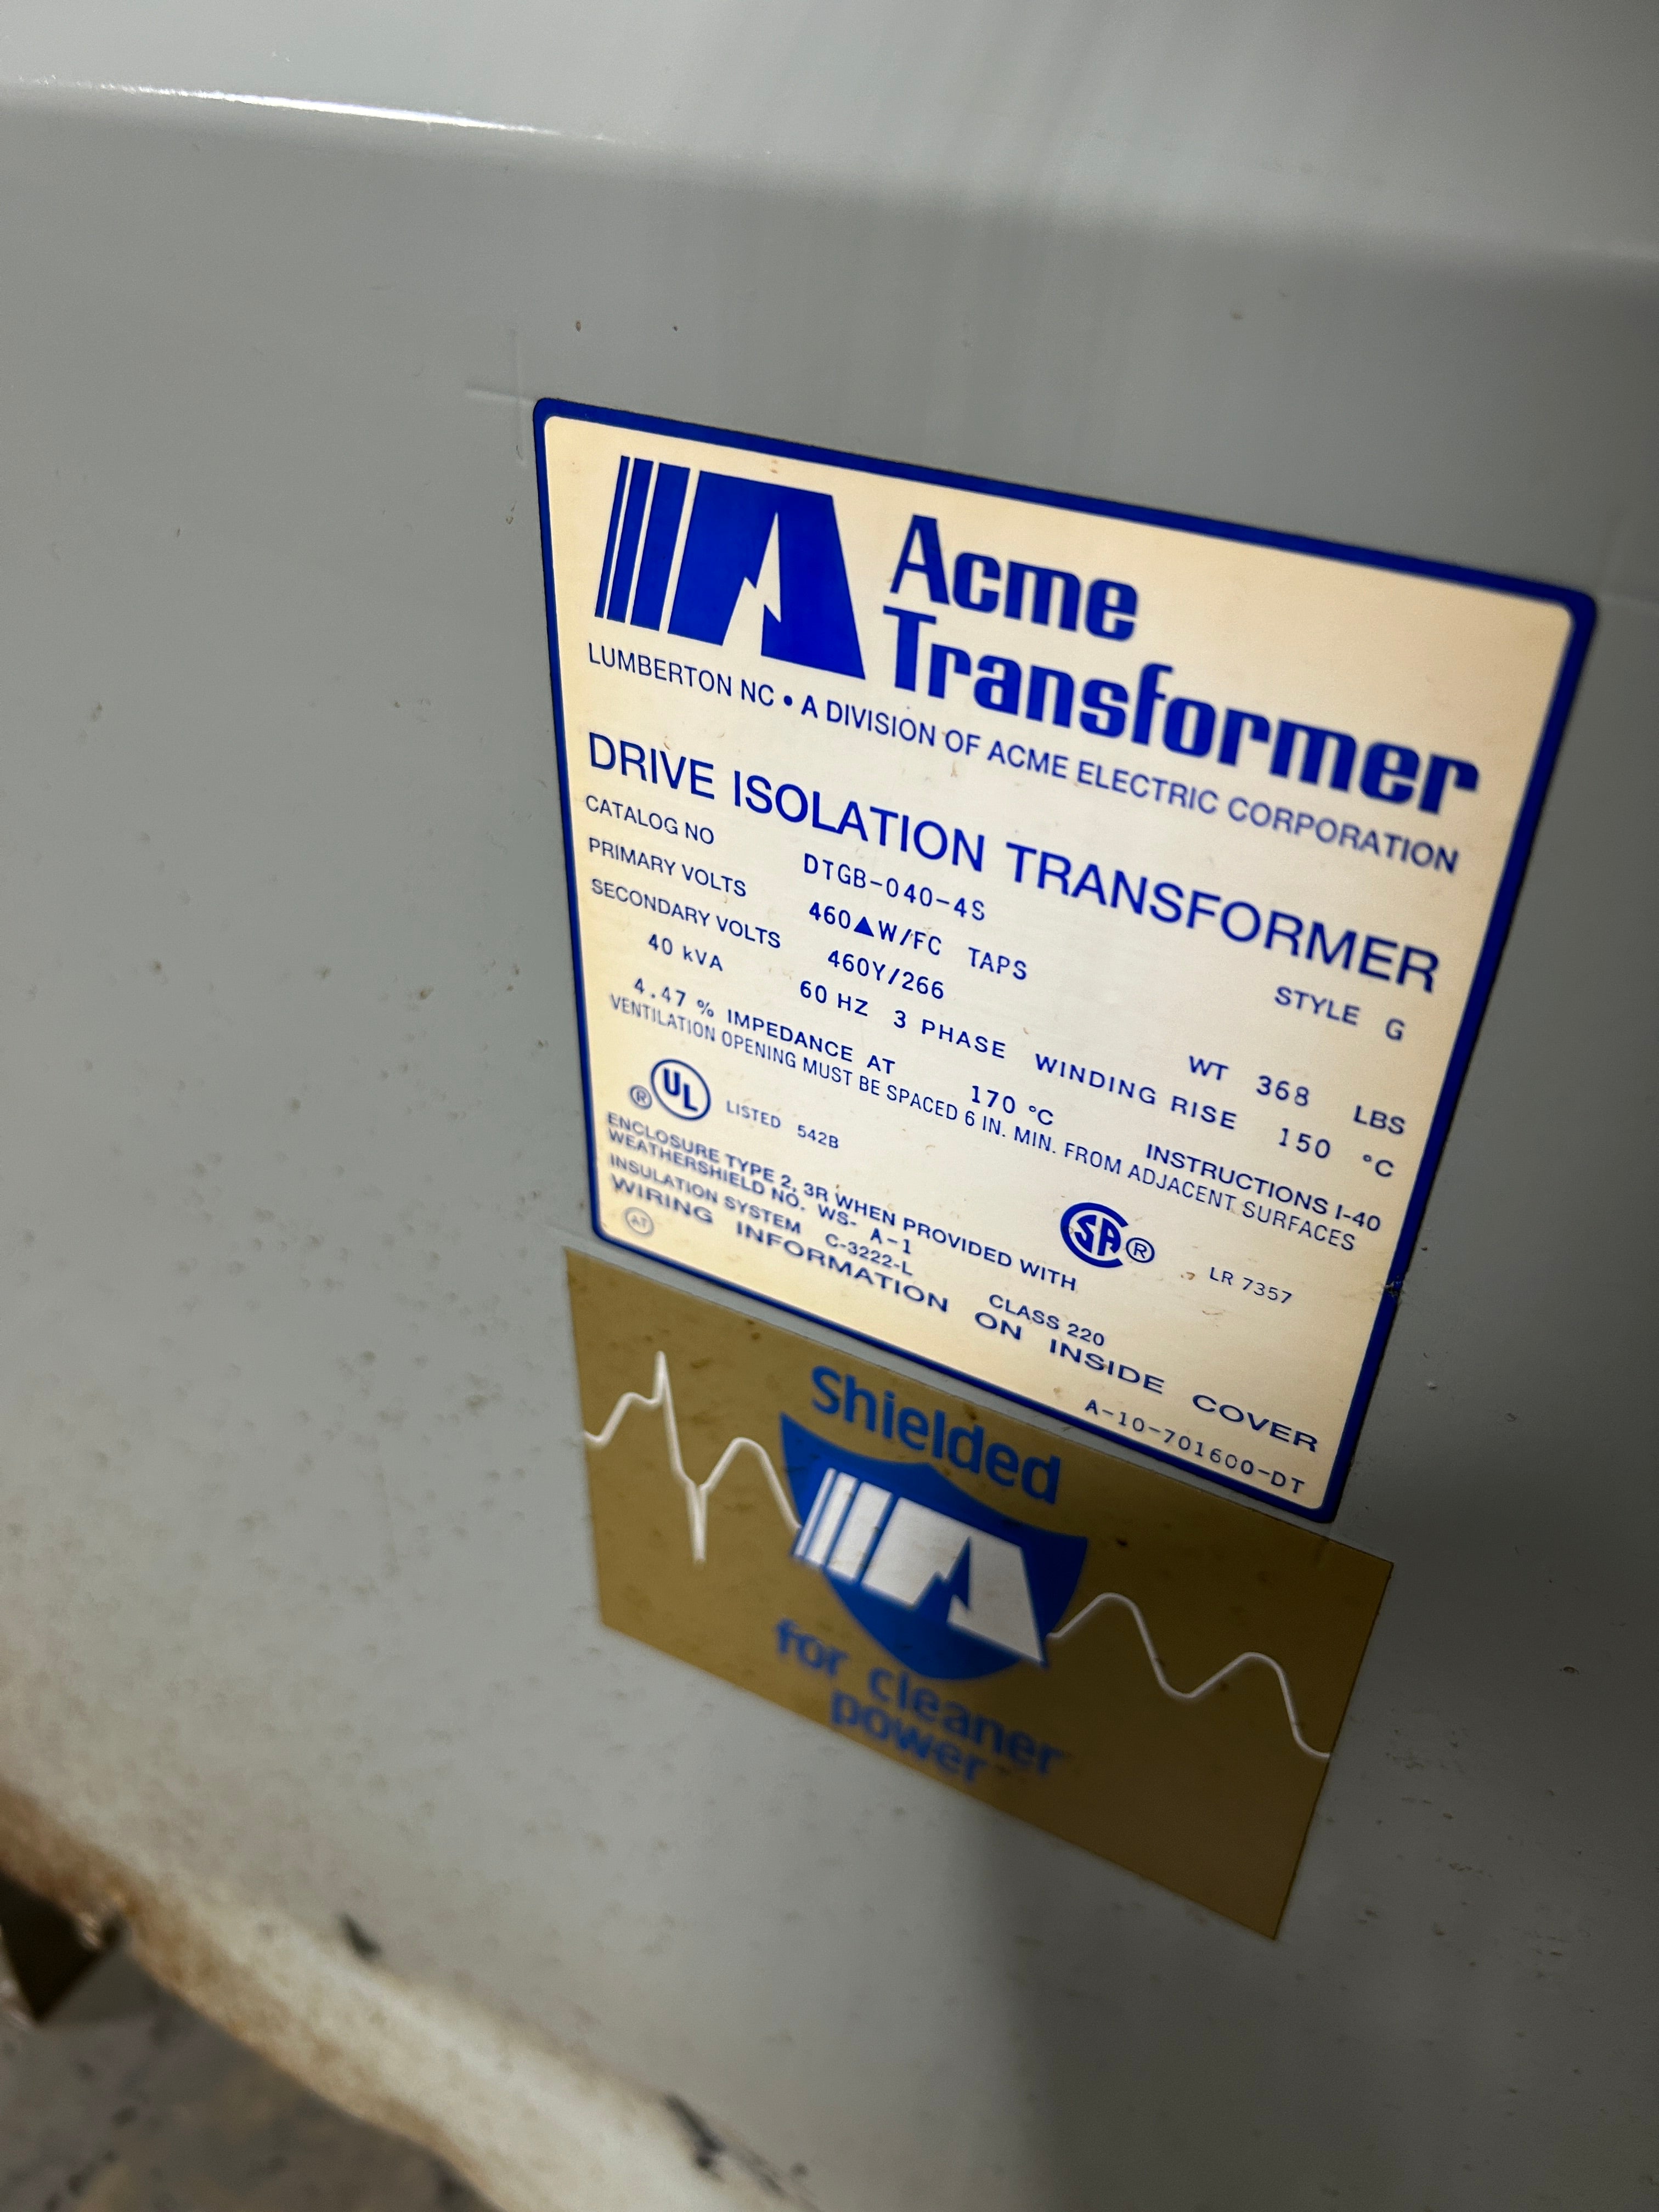 Acme
Transformer
LUMBERTON NC • A DIVISION OF ACME ELECTRIC CORPORATION
DRIVE ISOLATION TRANSFORMER
CATALOG NO DTGB-040-4S STYLE G
PRIMARY VOLTS 460▲W/FC TAPS
SECONDARY VOLTS 460Y/266 WT 368 LBS
40 kVA 60 HZ 3 PHASE WINDING RISE 150 °C
4.47 % IMPEDANCE AT 170 °C INSTRUCTIONS I-40
VENTILATION OPENING MUST BE SPACED 6 IN. MIN. FROM ADJACENT SURFACES
UL ® LISTED 542B SA ® LR 7357
ENCLOSURE TYPE 2, 3R WHEN PROVIDED WITH
WEATHERSHIELD NO. WS- A-1
INSULATION SYSTEM C-3222-L CLASS 220
WIRING INFORMATION ON INSIDE COVER
AT A-10-701600-DT
Shielded
for cleaner
power